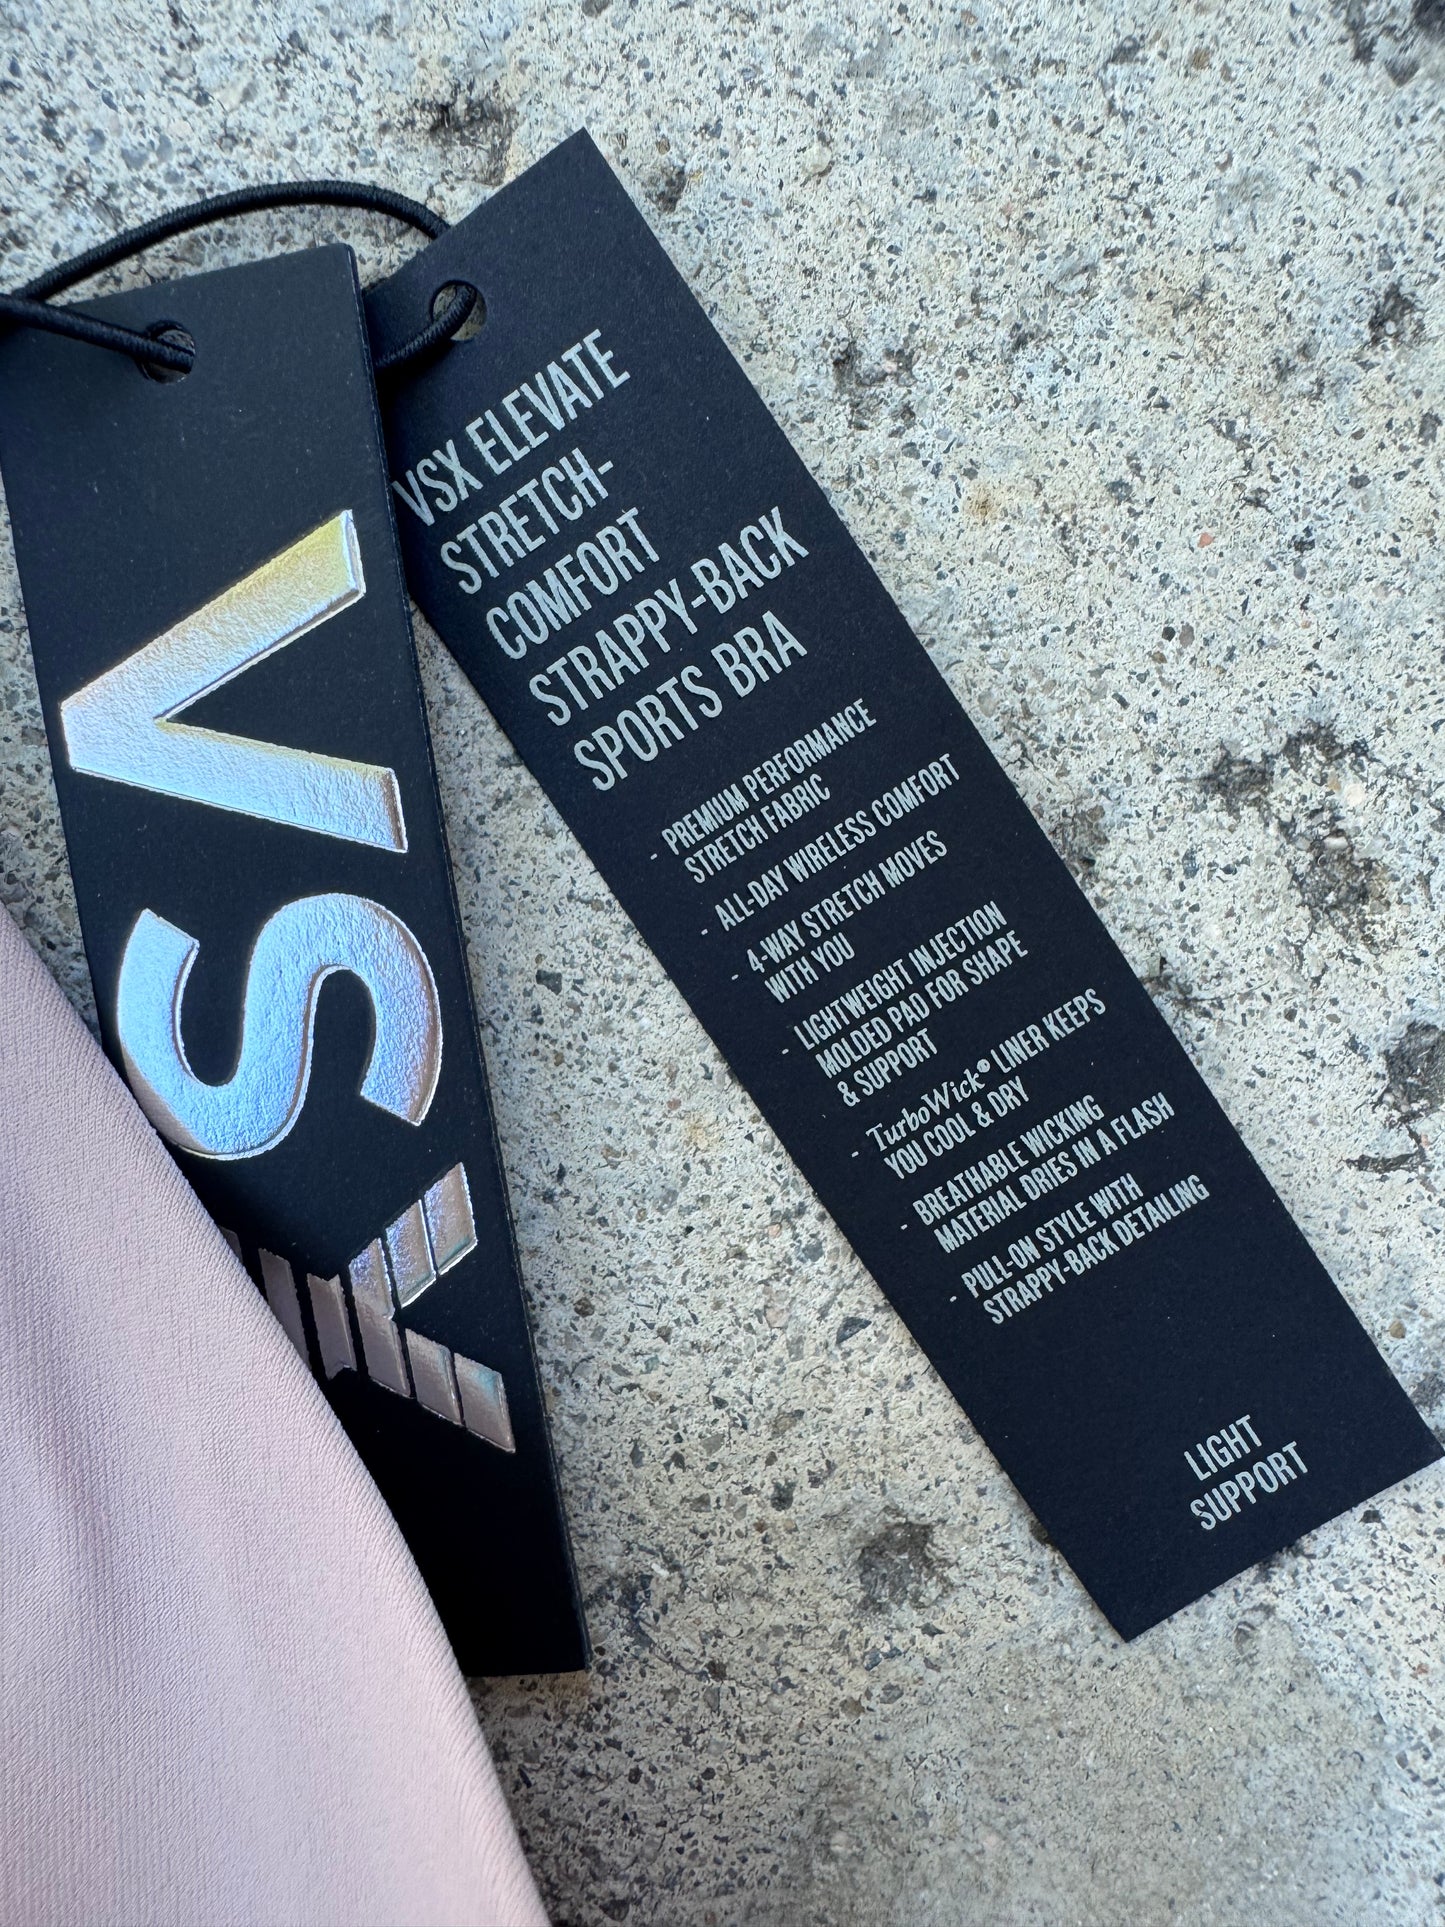 VSX
VSX ELEVATE
STRETCH-
COMFORT
STRAPPY-BACK
SPORTS BRA
- PREMIUM PERFORMANCE
STRETCH FABRIC
- ALL-DAY WIRELESS COMFORT
- 4-WAY STRETCH MOVES
WITH YOU
- LIGHTWEIGHT INJECTION
MOLDED PAD FOR SHAPE
& SUPPORT
- TurboWick® LINER KEEPS
YOU COOL & DRY
- BREATHABLE WICKING
MATERIAL DRIES IN A FLASH
- PULL-ON STYLE WITH
STRAPPY-BACK DETAILING
LIGHT
SUPPORT